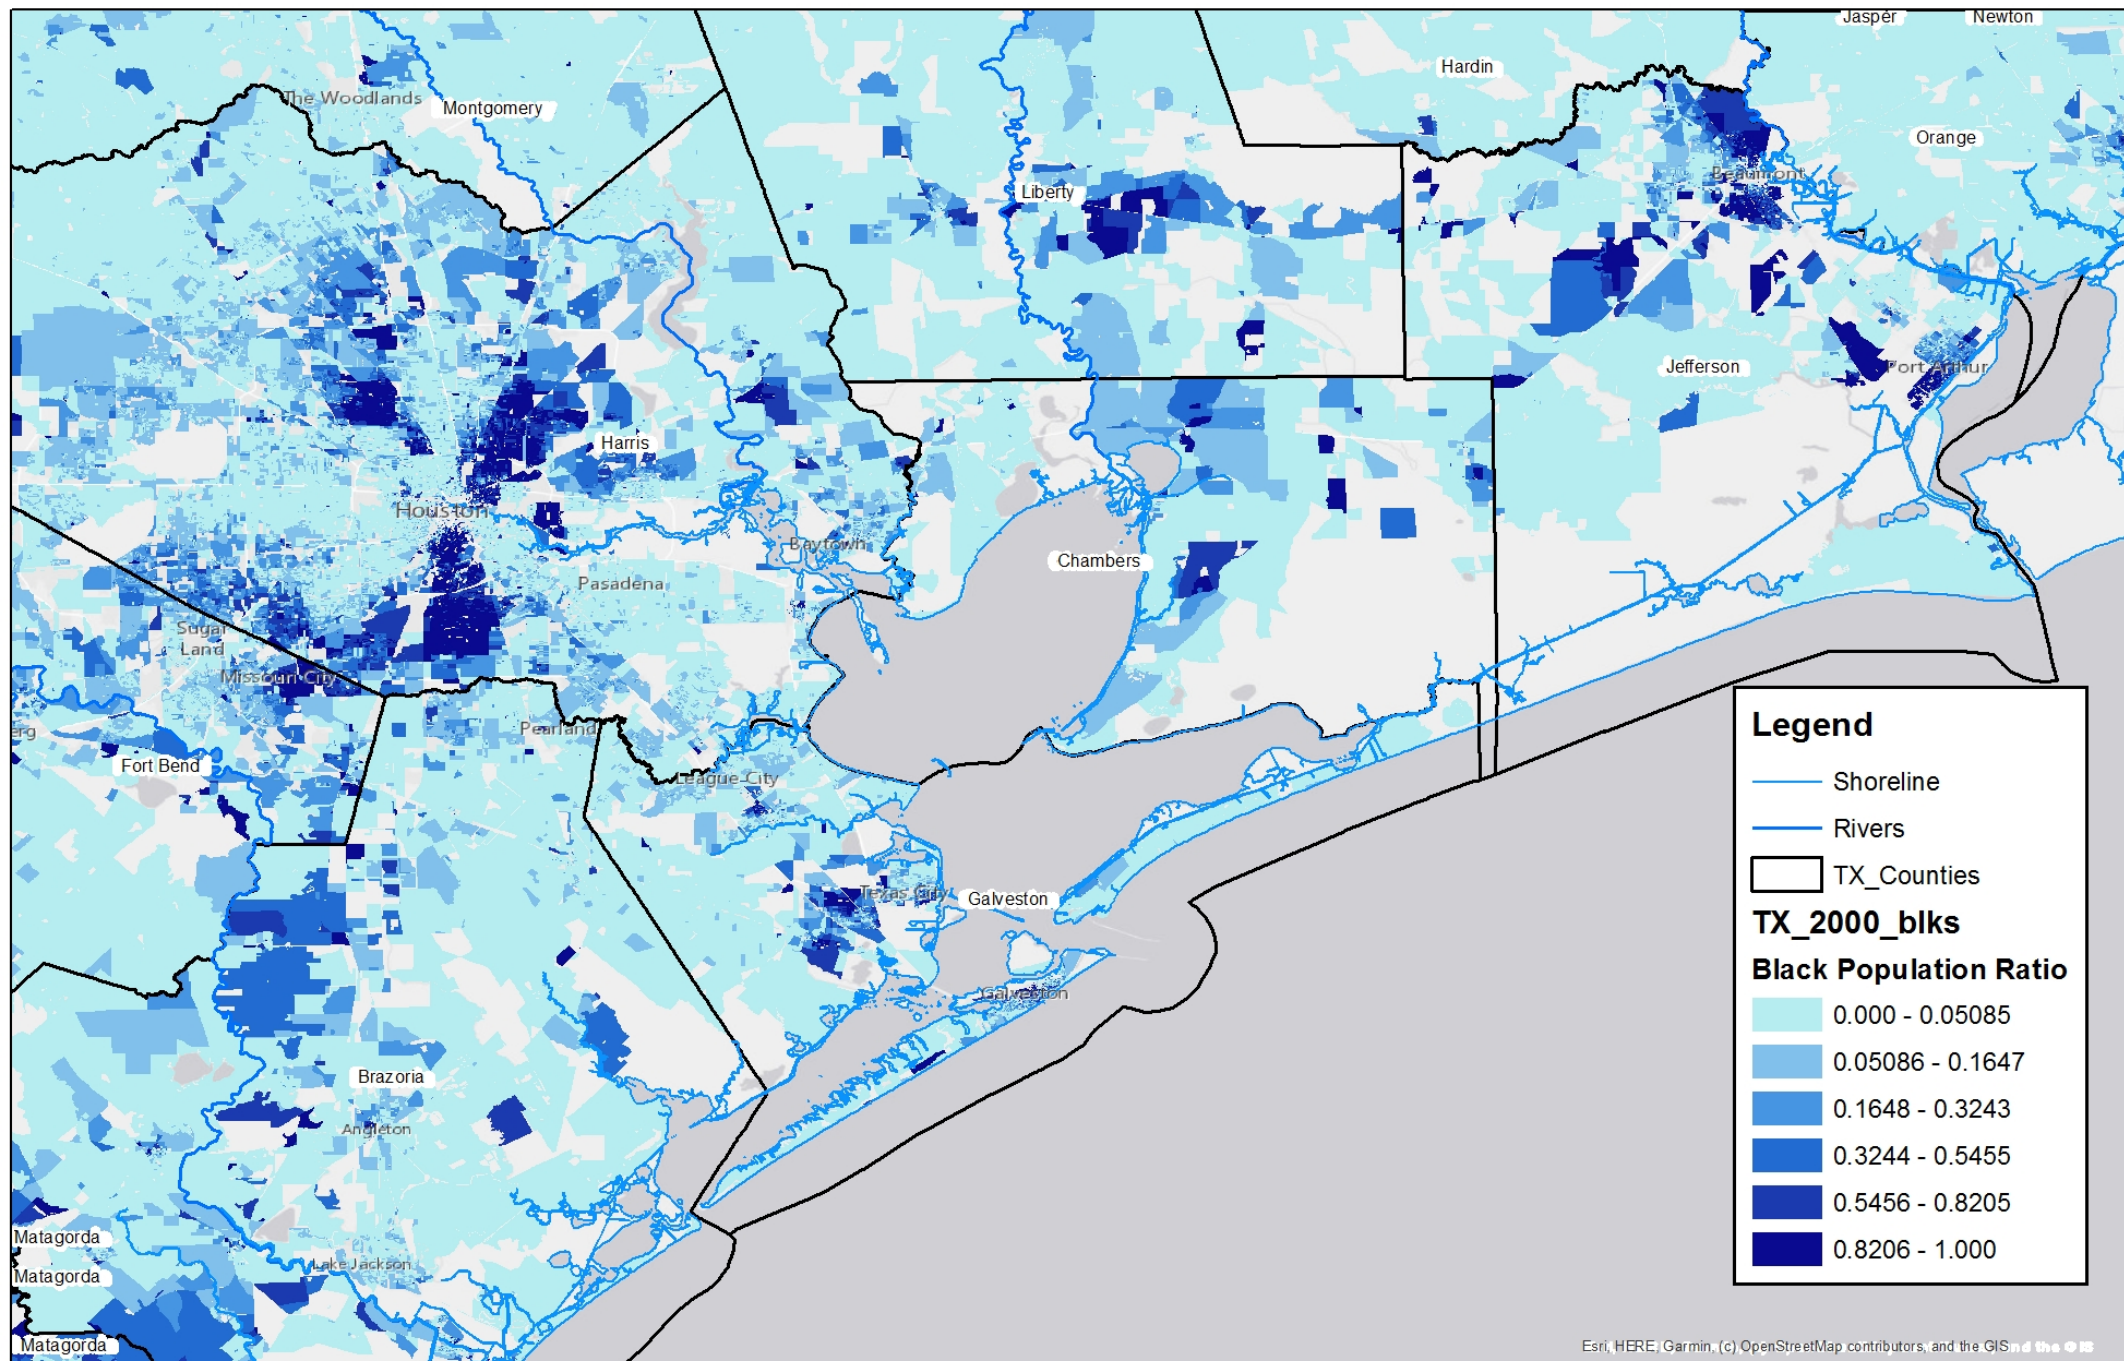 Jasper
Newton
Hardin
The Woodlands
Montgomery
Orange
Beaumont
Liberty
Jefferson
Port Arthur
Harris
Houston
Baytown
Chambers
Pasadena
Sugar
Land
Missouri City
Pearland
erg
Fort Bend
League City
Texas City
Galveston
Galveston
Brazoria
Angleton
Matagorda
Lake Jackson
Matagorda
Matagorda
Legend
Shoreline
Rivers
TX_Counties
TX_2000_blks
Black Population Ratio
0.000 - 0.05085
0.05086 - 0.1647
0.1648 - 0.3243
0.3244 - 0.5455
0.5456 - 0.8205
0.8206 - 1.000
Esri, HERE, Garmin, (c) OpenStreetMap contributors, and the GIS nd the GIS